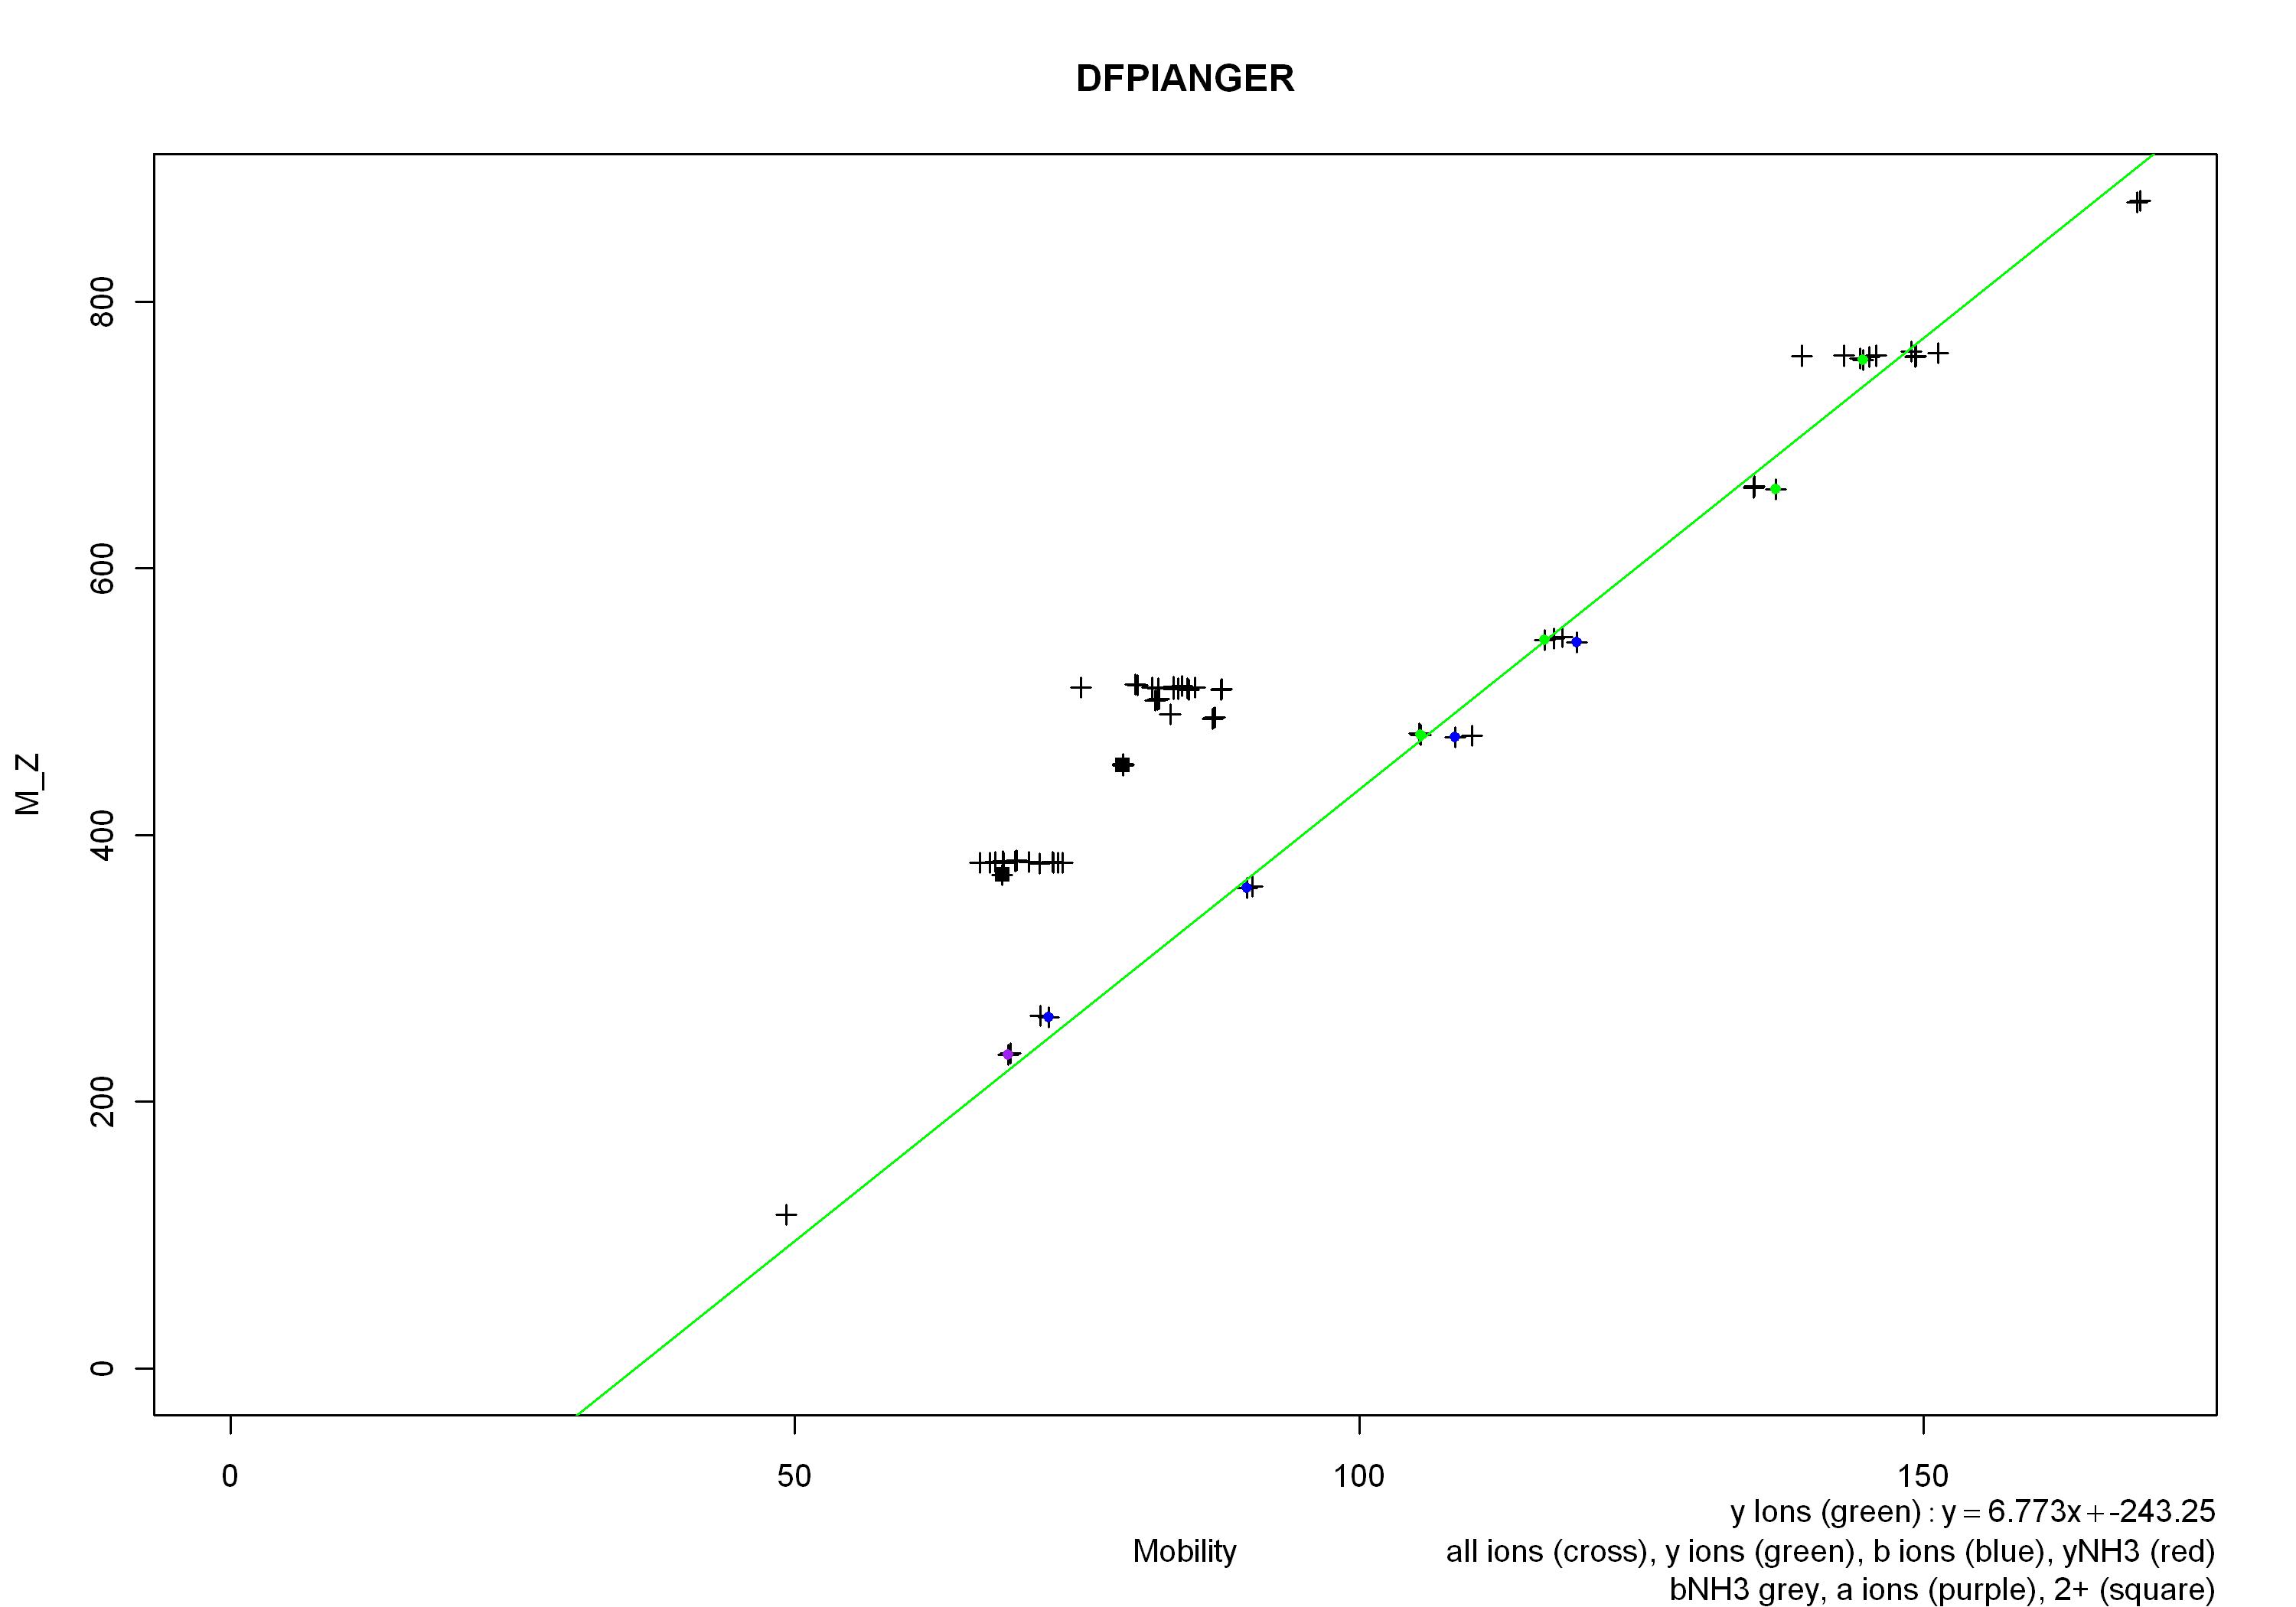 DFPIANGER
M_Z
800
600
400
200
0
0 50 100 150
y Ions (green) : y = 6.773x + -243.25
Mobility
all ions (cross), y ions (green), b ions (blue), yNH3 (red)
bNH3 grey, a ions (purple), 2+ (square)